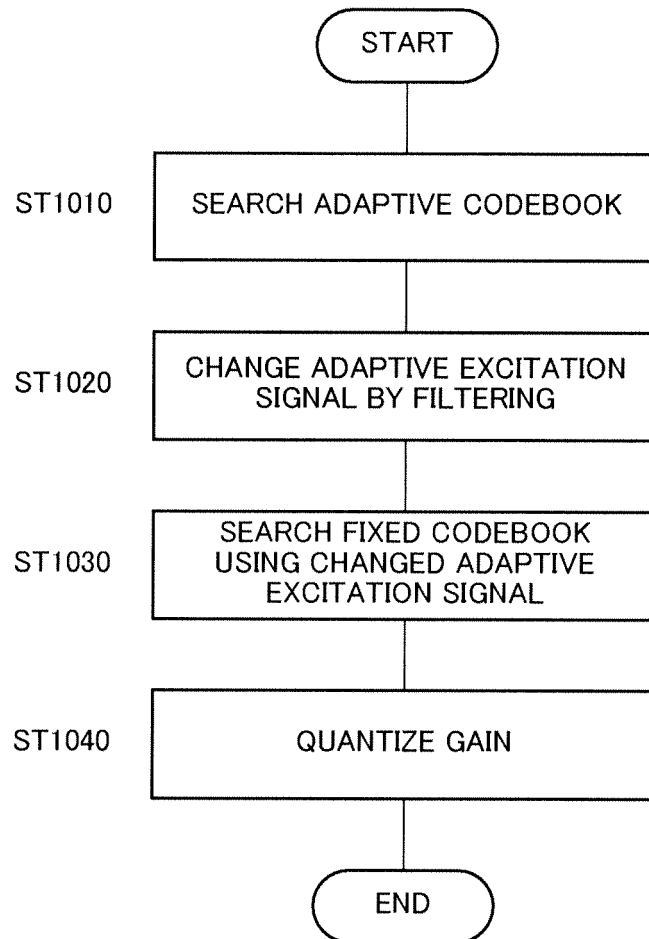 START
ST1010
SEARCH ADAPTIVE CODEBOOK
ST1020
CHANGE ADAPTIVE EXCITATION
SIGNAL BY FILTERING
ST1030
SEARCH FIXED CODEBOOK
USING CHANGED ADAPTIVE
EXCITATION SIGNAL
ST1040
QUANTIZE GAIN
END